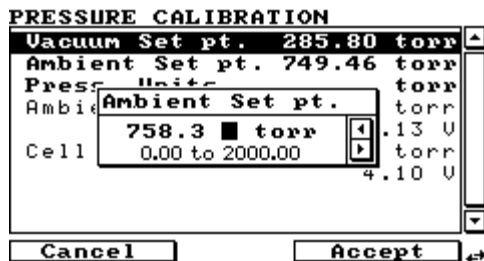 PRESSURE CALIBRATION
Vacuum Set pt. 285.80 torr
Ambient Set pt. 749.46 torr
torr
Ambient Set pt.
torr
758.3 torr
.13 V
0.00 to 2000.00
Cell torr
4.10 V
Cancel Accept